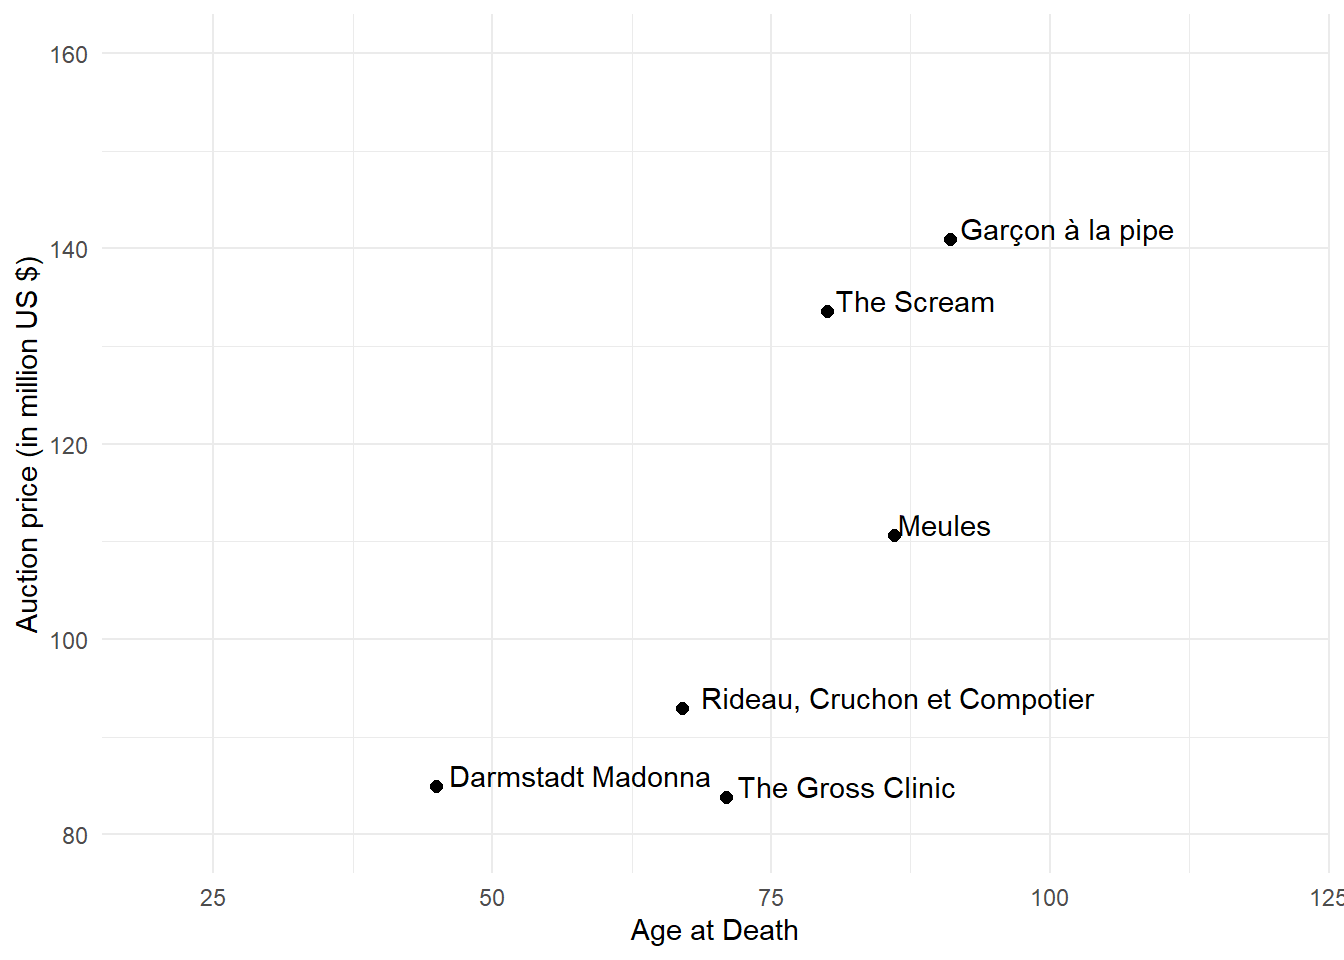 160
140
120
100
80
Auction price (in million US $)
Garçon à la pipe
The Scream
Meules
Rideau, Cruchon et Compotier
Darmstadt Madonna
The Gross Clinic
25
50
75
100
125
Age at Death